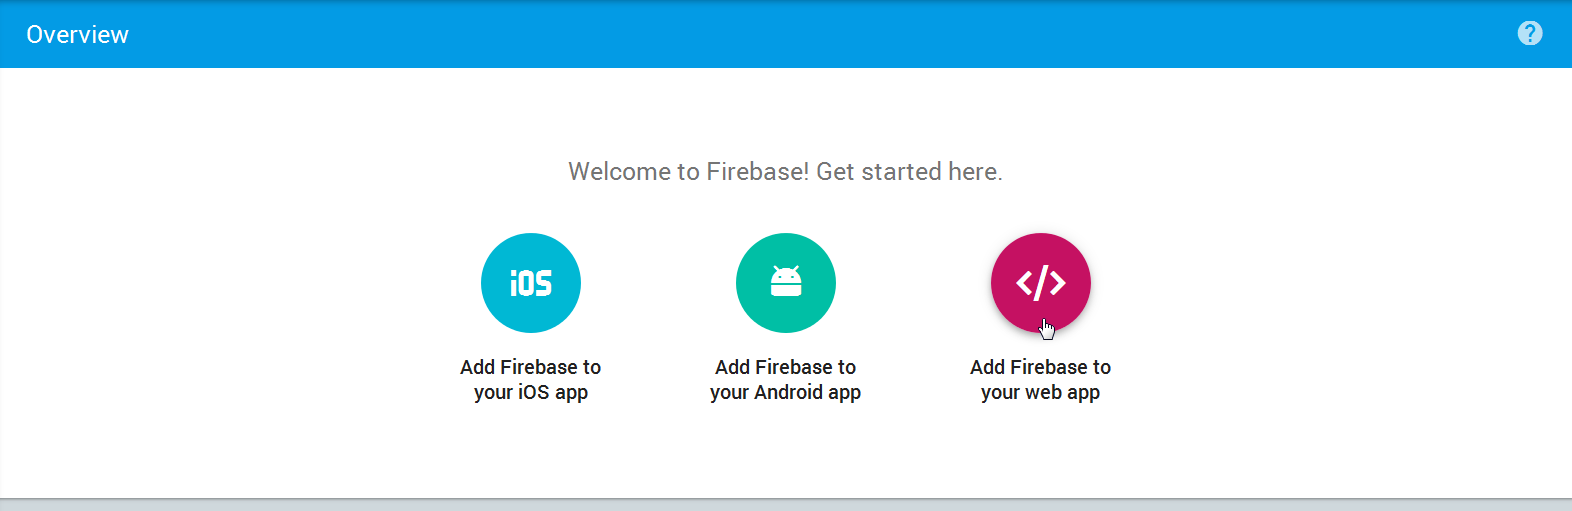 Overview
?
Welcome to Firebase! Get started here.
iOS
</>
Add Firebase to
your iOS app
Add Firebase to
your Android app
Add Firebase to
your web app